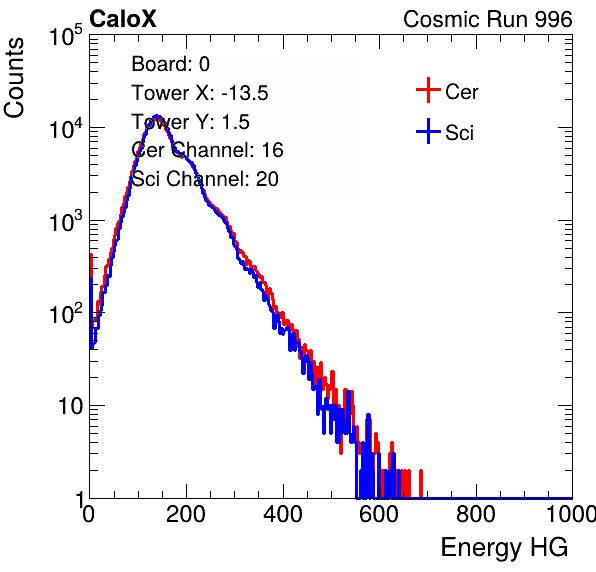 CaloX Cosmic Run 996
Counts
10^5
10^4
10^3
10^2
10
1
Board: 0
Tower X: -13.5
Tower Y: 1.5
Cer Channel: 16
Sci Channel: 20
Cer
Sci
0 200 400 600 800 1000
Energy HG